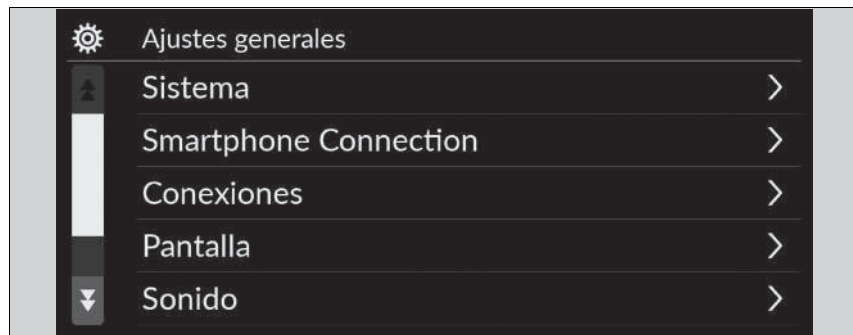 Ajustes generales
Sistema
Smartphone Connection
Conexiones
Pantalla
Sonido